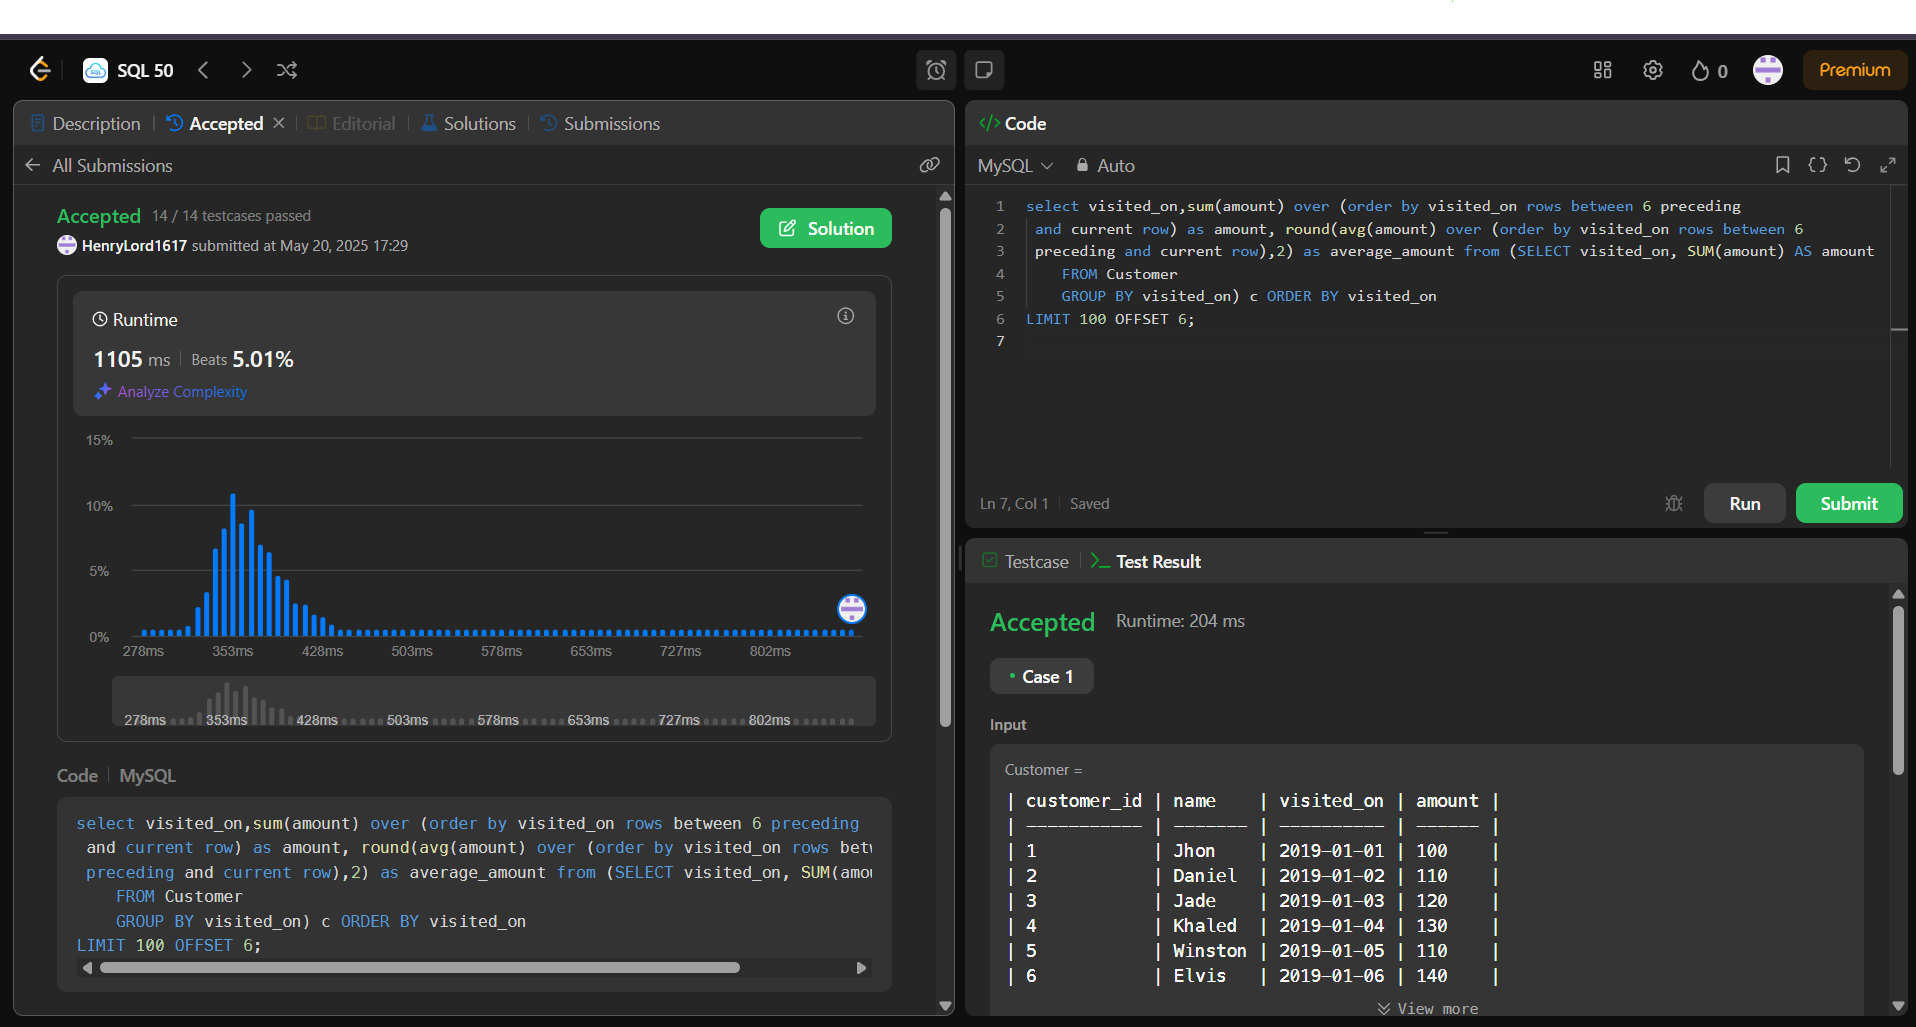 SQL 50
0
Premium
Description
Accepted
Editorial
Solutions
Submissions
All Submissions
Accepted 14 / 14 testcases passed
HenryLord1617 submitted at May 20, 2025 17:29
Solution
Runtime
1105 ms Beats 5.01%
Analyze Complexity
15%
10%
5%
0%
278ms 353ms 428ms 503ms 578ms 653ms 727ms 802ms
278ms 353ms 428ms 503ms 578ms 653ms 727ms 802ms
Code MySQL
select visited_on,sum(amount) over (order by visited_on rows between 6 preceding
and current row) as amount, round(avg(amount) over (order by visited_on rows bet
preceding and current row),2) as average_amount from (SELECT visited_on, SUM(amou
FROM Customer
GROUP BY visited_on) c ORDER BY visited_on
LIMIT 100 OFFSET 6;
</> Code
MySQL Auto
1 select visited_on,sum(amount) over (order by visited_on rows between 6 preceding
2 and current row) as amount, round(avg(amount) over (order by visited_on rows between 6
3 preceding and current row),2) as average_amount from (SELECT visited_on, SUM(amount) AS amount
4 FROM Customer
5 GROUP BY visited_on) c ORDER BY visited_on
6 LIMIT 100 OFFSET 6;
7
Ln 7, Col 1 Saved
Run
Submit
Testcase
Test Result
Accepted Runtime: 204 ms
Case 1
Input
Customer =
| customer_id | name | visited_on | amount |
| ----------- | ------- | ---------- | ------ |
| 1 | Jhon | 2019-01-01 | 100 |
| 2 | Daniel | 2019-01-02 | 110 |
| 3 | Jade | 2019-01-03 | 120 |
| 4 | Khaled | 2019-01-04 | 130 |
| 5 | Winston | 2019-01-05 | 110 |
| 6 | Elvis | 2019-01-06 | 140 |
View more